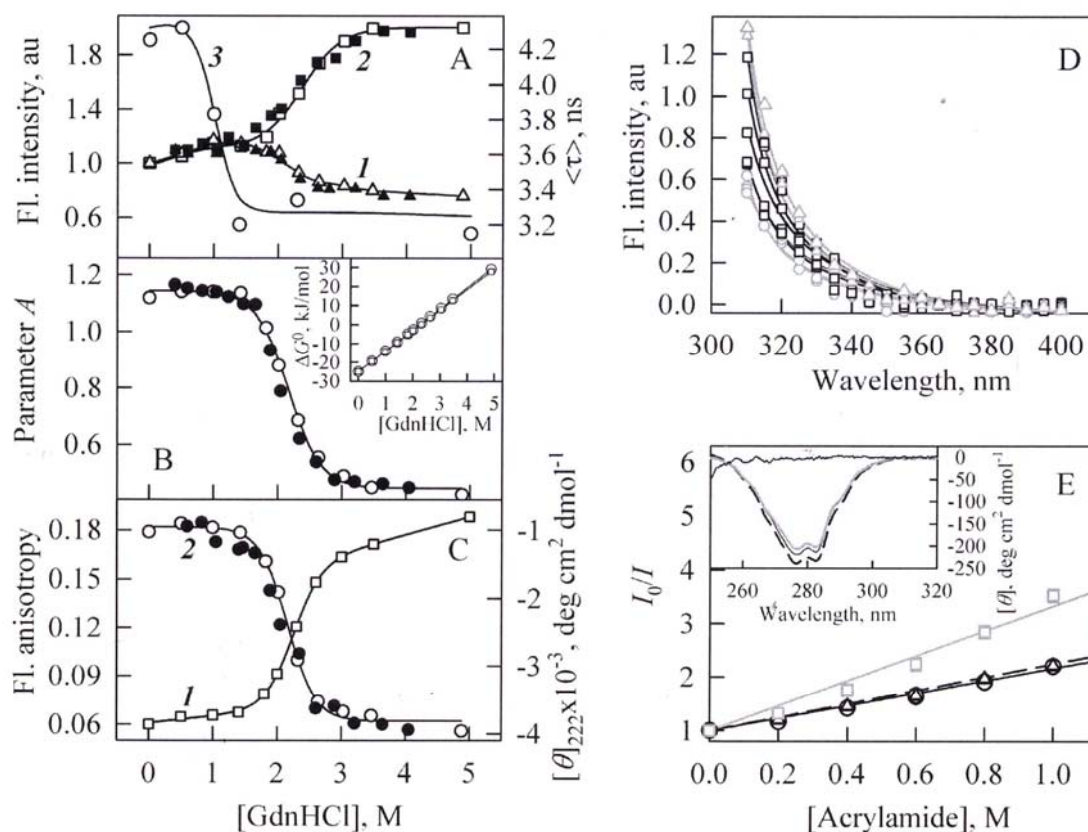 A
Fl. intensity, au
1.8
1.4
1.0
0.6
3
2
1
4.2
4.0
3.8
3.6
3.4
3.2
<τ>, ns
B
Parameter A
1.2
1.0
0.8
0.6
ΔG⁰, kJ/mol
30
20
10
0
-10
-20
-30
0 1 2 3 4 5
[GdnHCl], M
C
Fl. anisotropy
0.18
0.15
0.12
0.09
0.06
2
1
-1
-2
-3
-4
[θ]₂₂₂x10⁻³, deg cm² dmol⁻¹
0 1 2 3 4 5
[GdnHCl], M
D
Fl. intensity, au
1.2
1.0
0.8
0.6
0.4
0.2
0.0
300 320 340 360 380 400
Wavelength, nm
E
I₀/I
6
5
4
3
2
1
0
-50
-100
-150
-200
-250
[θ], deg cm² dmol⁻¹
260 280 300 320
Wavelength, nm
0.0 0.2 0.4 0.6 0.8 1.0
[Acrylamide], M